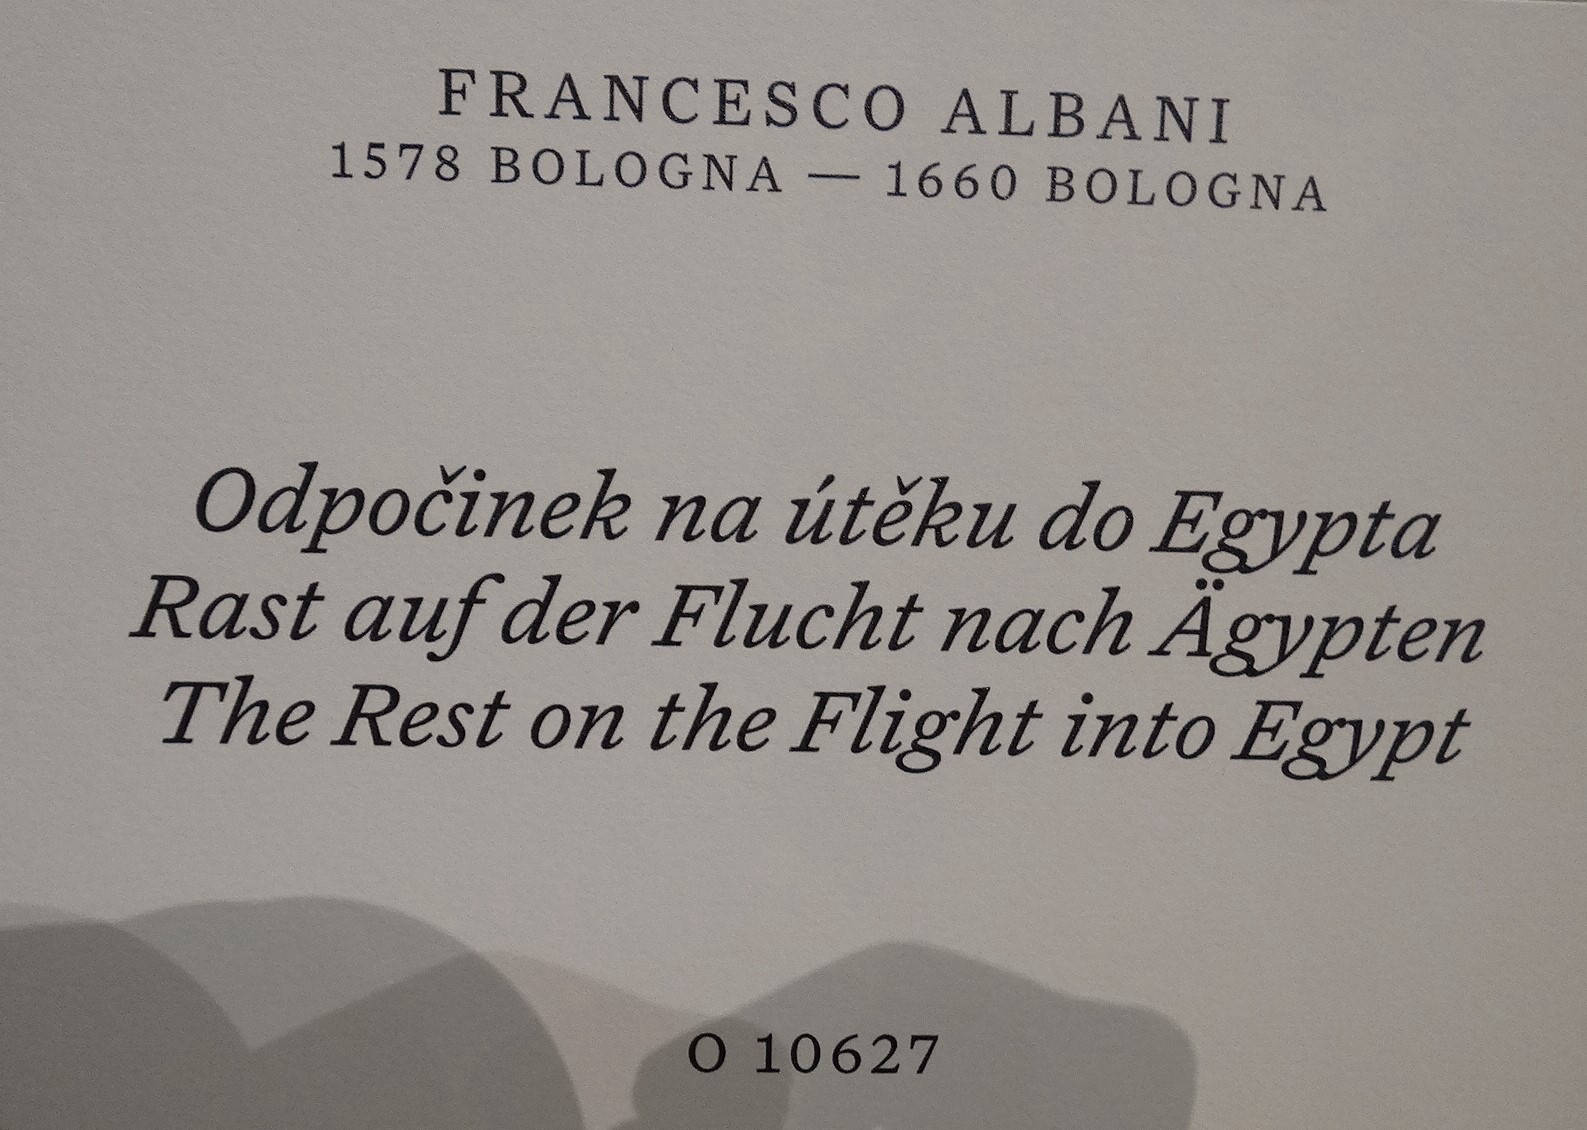 FRANCESCO ALBANI
1578 BOLOGNA — 1660 BOLOGNA
Odpočinek na útěku do Egypta
Rast auf der Flucht nach Ägypten
The Rest on the Flight into Egypt
O 10627